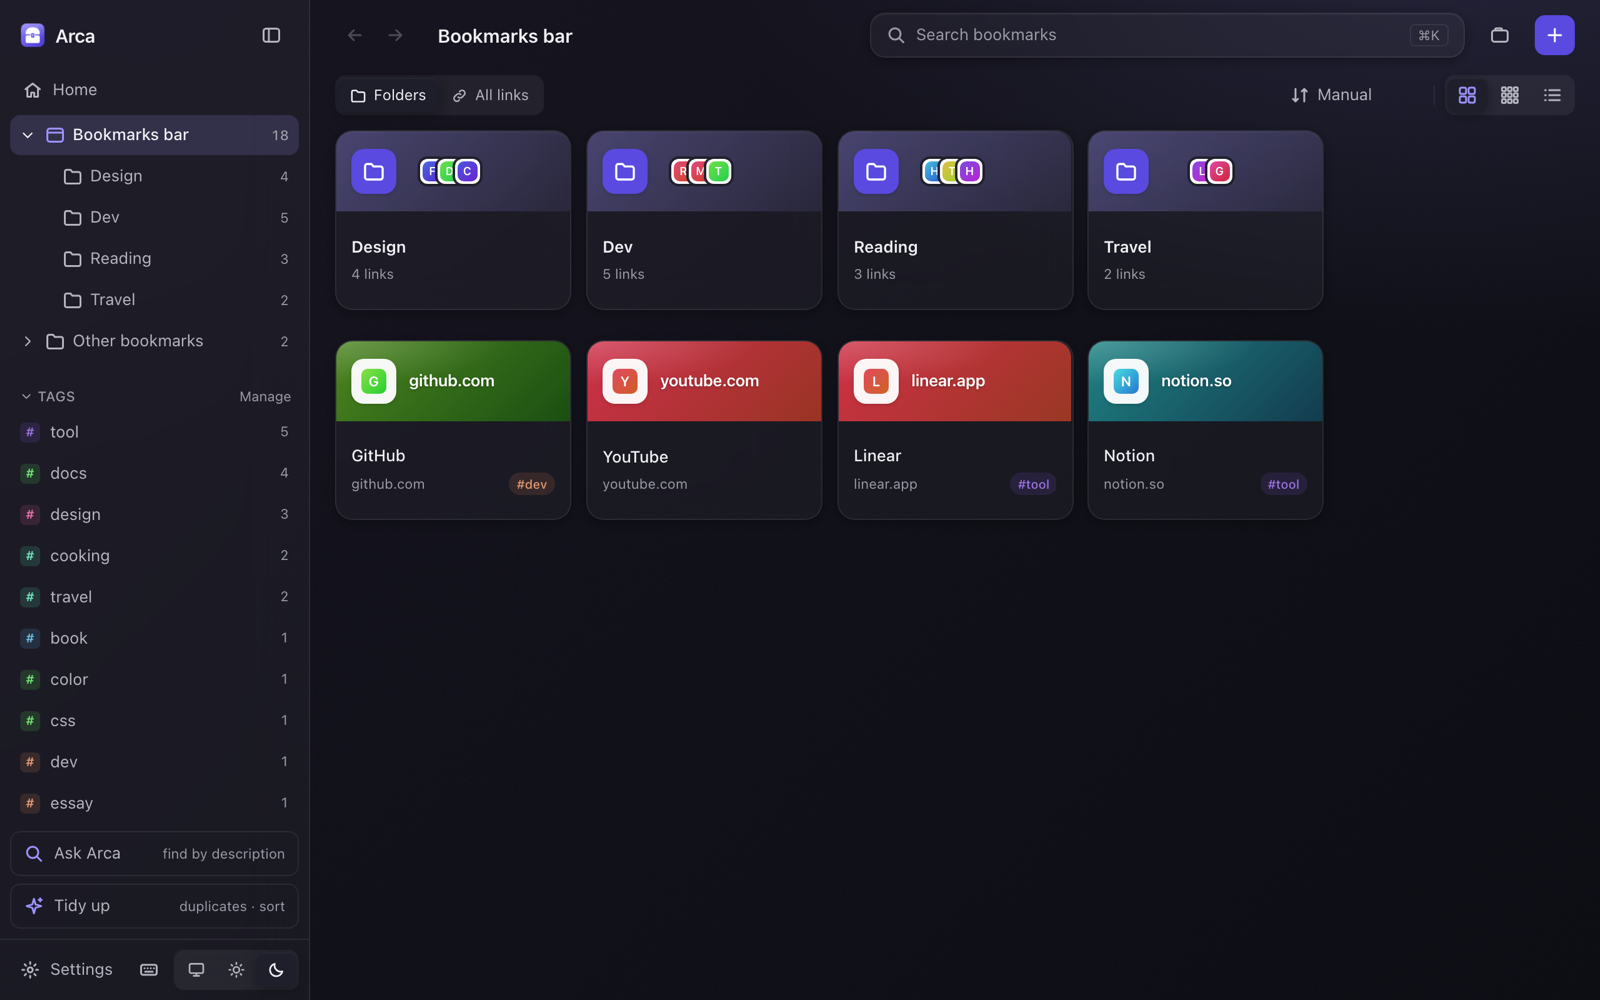 Arca
Home
Bookmarks bar 18
Design 4
Dev 5
Reading 3
Travel 2
Other bookmarks 2
TAGS Manage
# tool 5
# docs 4
# design 3
# cooking 2
# travel 2
# book 1
# color 1
# css 1
# dev 1
# essay 1
Ask Arca find by description
Tidy up duplicates · sort
Settings
Bookmarks bar
Search bookmarks ⌘K
Folders All links
Manual
F D C
Design
4 links
R M T
Dev
5 links
H T H
Reading
3 links
L G
Travel
2 links
G github.com
GitHub
github.com #dev
Y youtube.com
YouTube
youtube.com
L linear.app
Linear
linear.app #tool
N notion.so
Notion
notion.so #tool